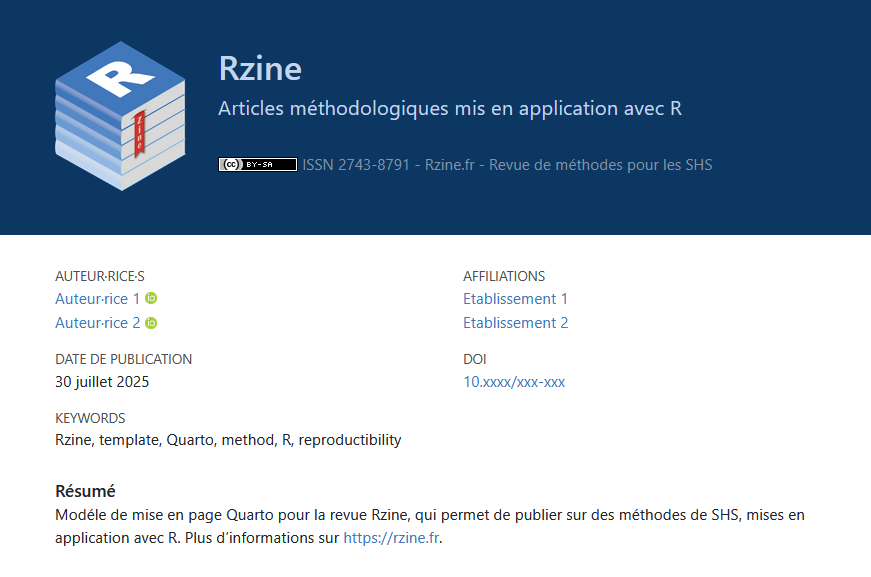 R
Rzine
Rzine
Articles méthodologiques mis en application avec R
cc BY-SA ISSN 2743-8791 - Rzine.fr - Revue de méthodes pour les SHS
AUTEUR·RICE·S
AFFILIATIONS
Auteur·rice 1 iD
Etablissement 1
Auteur·rice 2 iD
Etablissement 2
DATE DE PUBLICATION
DOI
30 juillet 2025
10.xxxx/xxx-xxx
KEYWORDS
Rzine, template, Quarto, method, R, reproductibility
Résumé
Modéle de mise en page Quarto pour la revue Rzine, qui permet de publier sur des méthodes de SHS, mises en
application avec R. Plus d’informations sur https://rzine.fr.